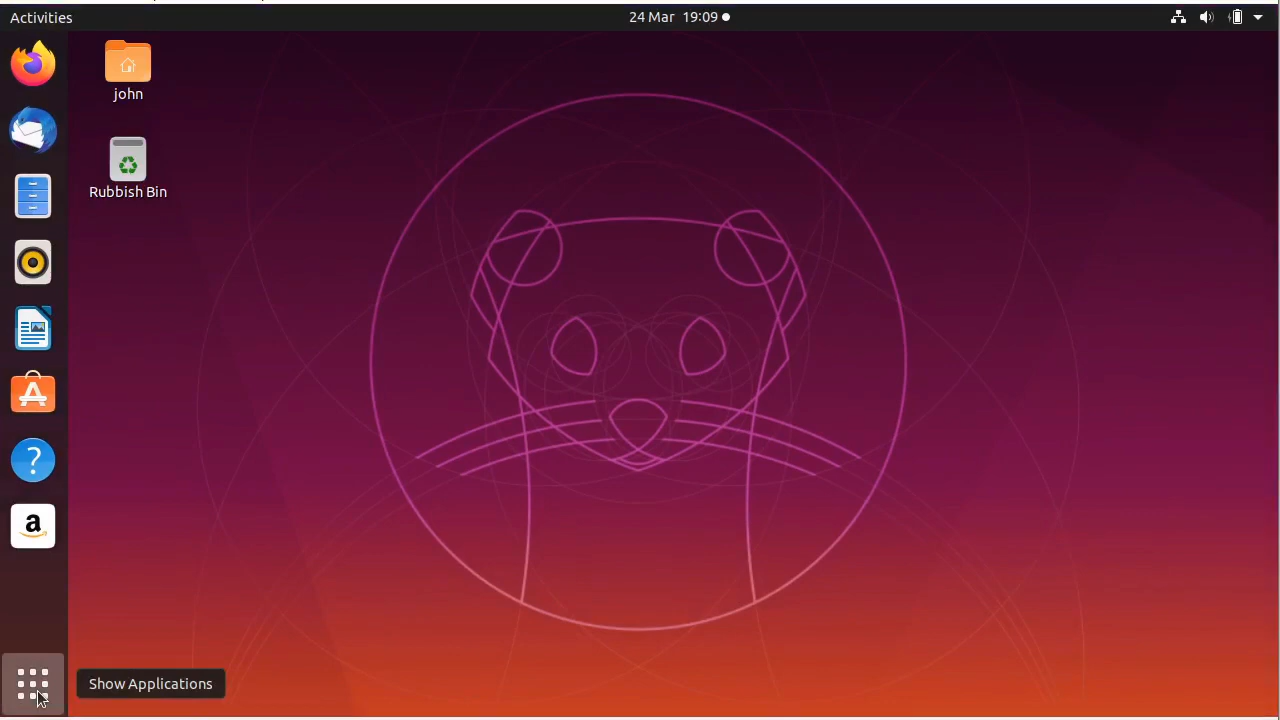 Activities
24 Mar 19:09
john
Rubbish Bin
?
a
Show Applications